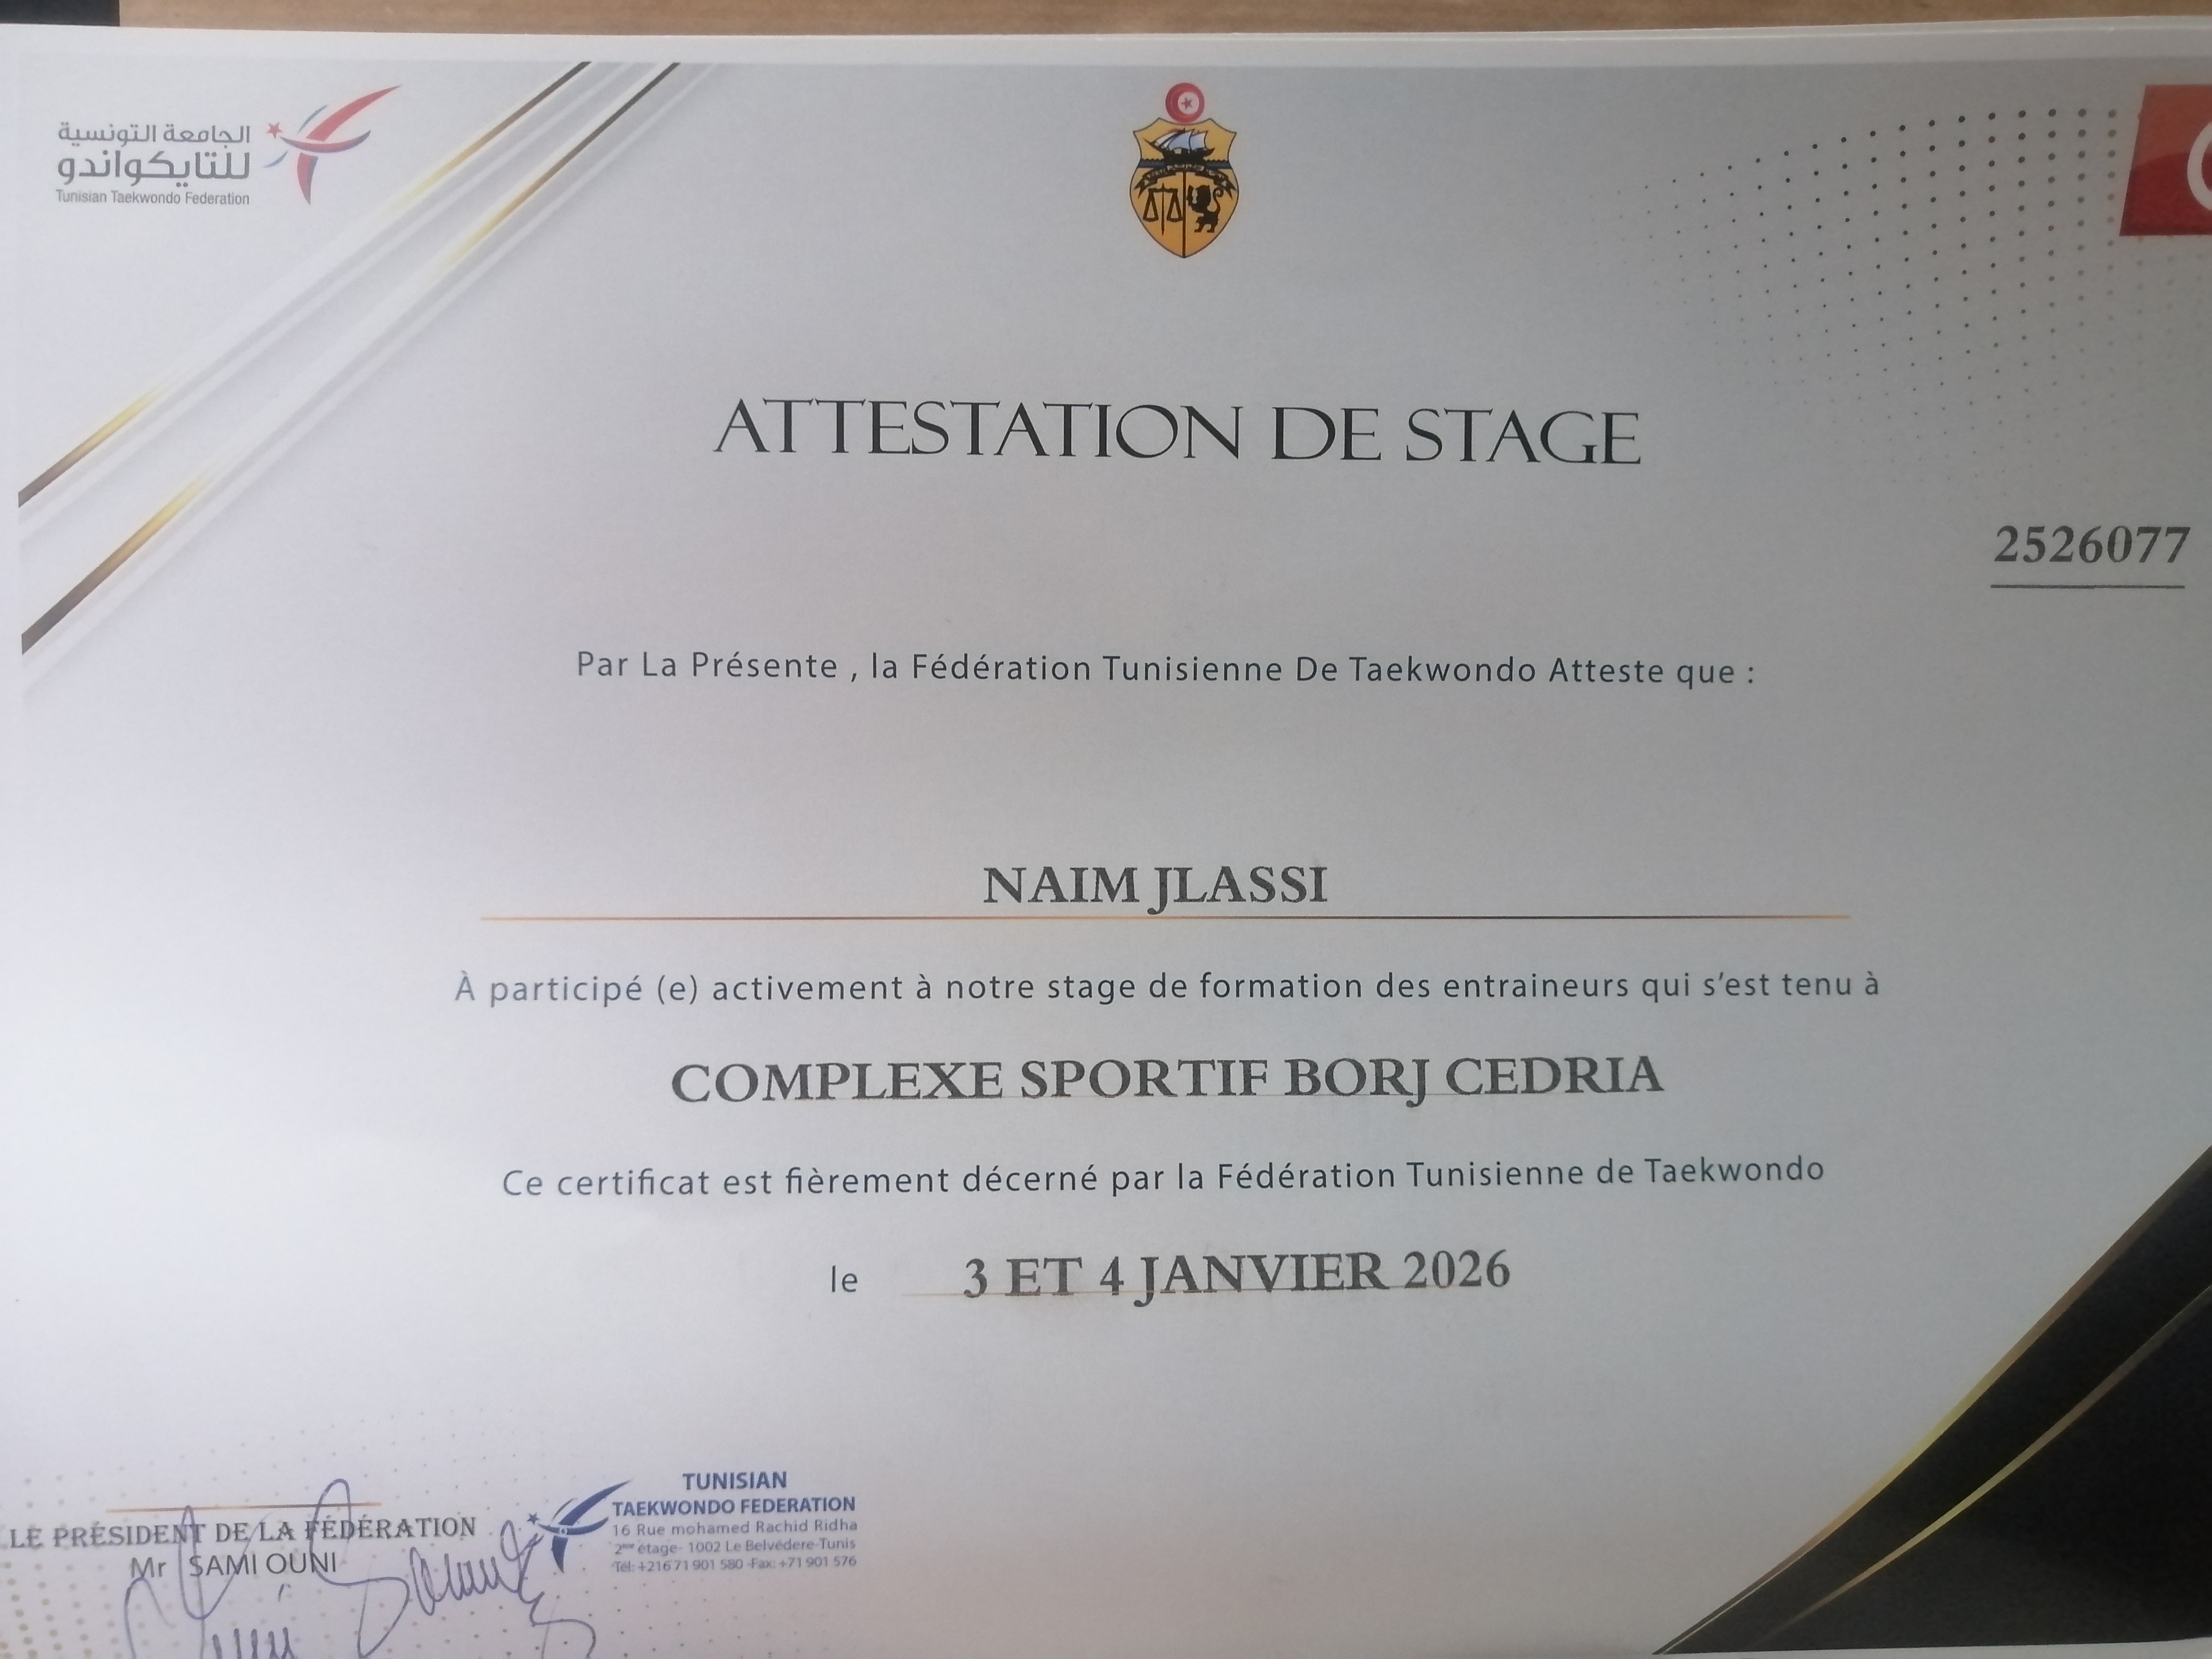 الجامعة التونسية
للتايكواندو
Tunisian Taekwondo Federation
ATTESTATION DE STAGE
2526077
Par La Présente , la Fédération Tunisienne De Taekwondo Atteste que :
NAIM JLASSI
À participé (e) activement à notre stage de formation des entraineurs qui s’est tenu à
COMPLEXE SPORTIF BORJ CEDRIA
Ce certificat est fièrement décerné par la Fédération Tunisienne de Taekwondo
le 3 ET 4 JANVIER 2026
LE PRÉSIDENT DE LA FÉDÉRATION
Mr SAMI OUNI
TUNISIAN
TAEKWONDO FEDERATION
16 Rue mohamed Rachid Ridha
2ème étage- 1002 Le Belvédere-Tunis
Tél: +216 71 901 580 -Fax: +71 901 576